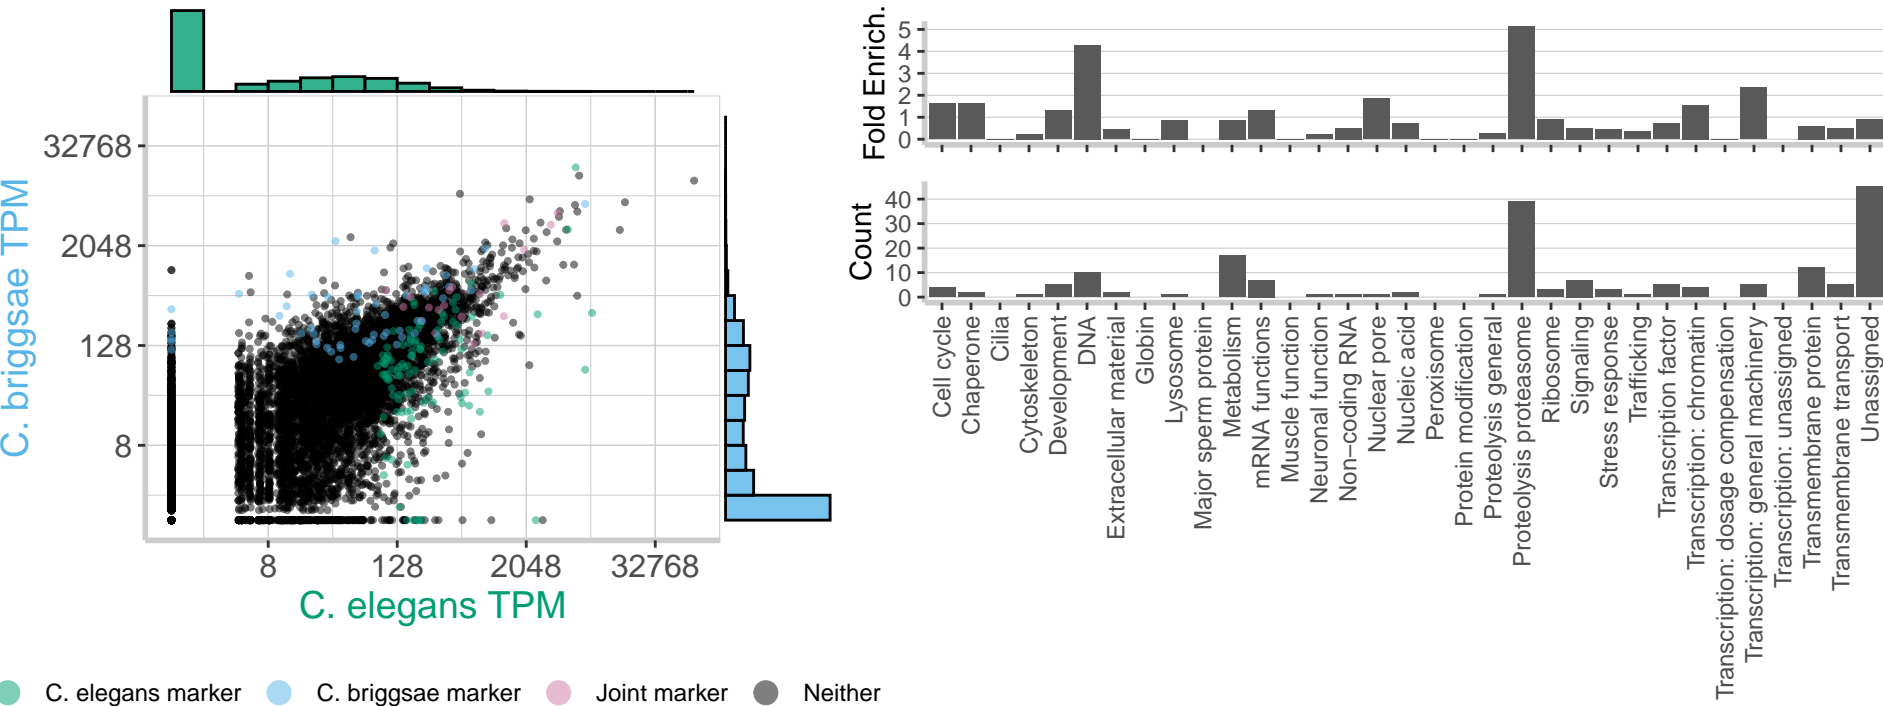 C. briggsae TPM
32768
2048
128
8
8
128
2048
32768
C. elegans TPM
C. elegans marker
C. briggsae marker
Joint marker
Neither
Fold Enrich.
5
4
3
2
1
0
Count
40
30
20
10
0
Cell cycle
Chaperone
Cilia
Cytoskeleton
Development
DNA
Extracellular material
Globin
Lysosome
Major sperm protein
Metabolism
mRNA functions
Muscle function
Neuronal function
Non−coding RNA
Nuclear pore
Nucleic acid
Peroxisome
Protein modification
Proteolysis general
Proteolysis proteasome
Ribosome
Signaling
Stress response
Trafficking
Transcription factor
Transcription: chromatin
Transcription: dosage compensation
Transcription: general machinery
Transcription: unassigned
Transmembrane protein
Transmembrane transport
Unassigned